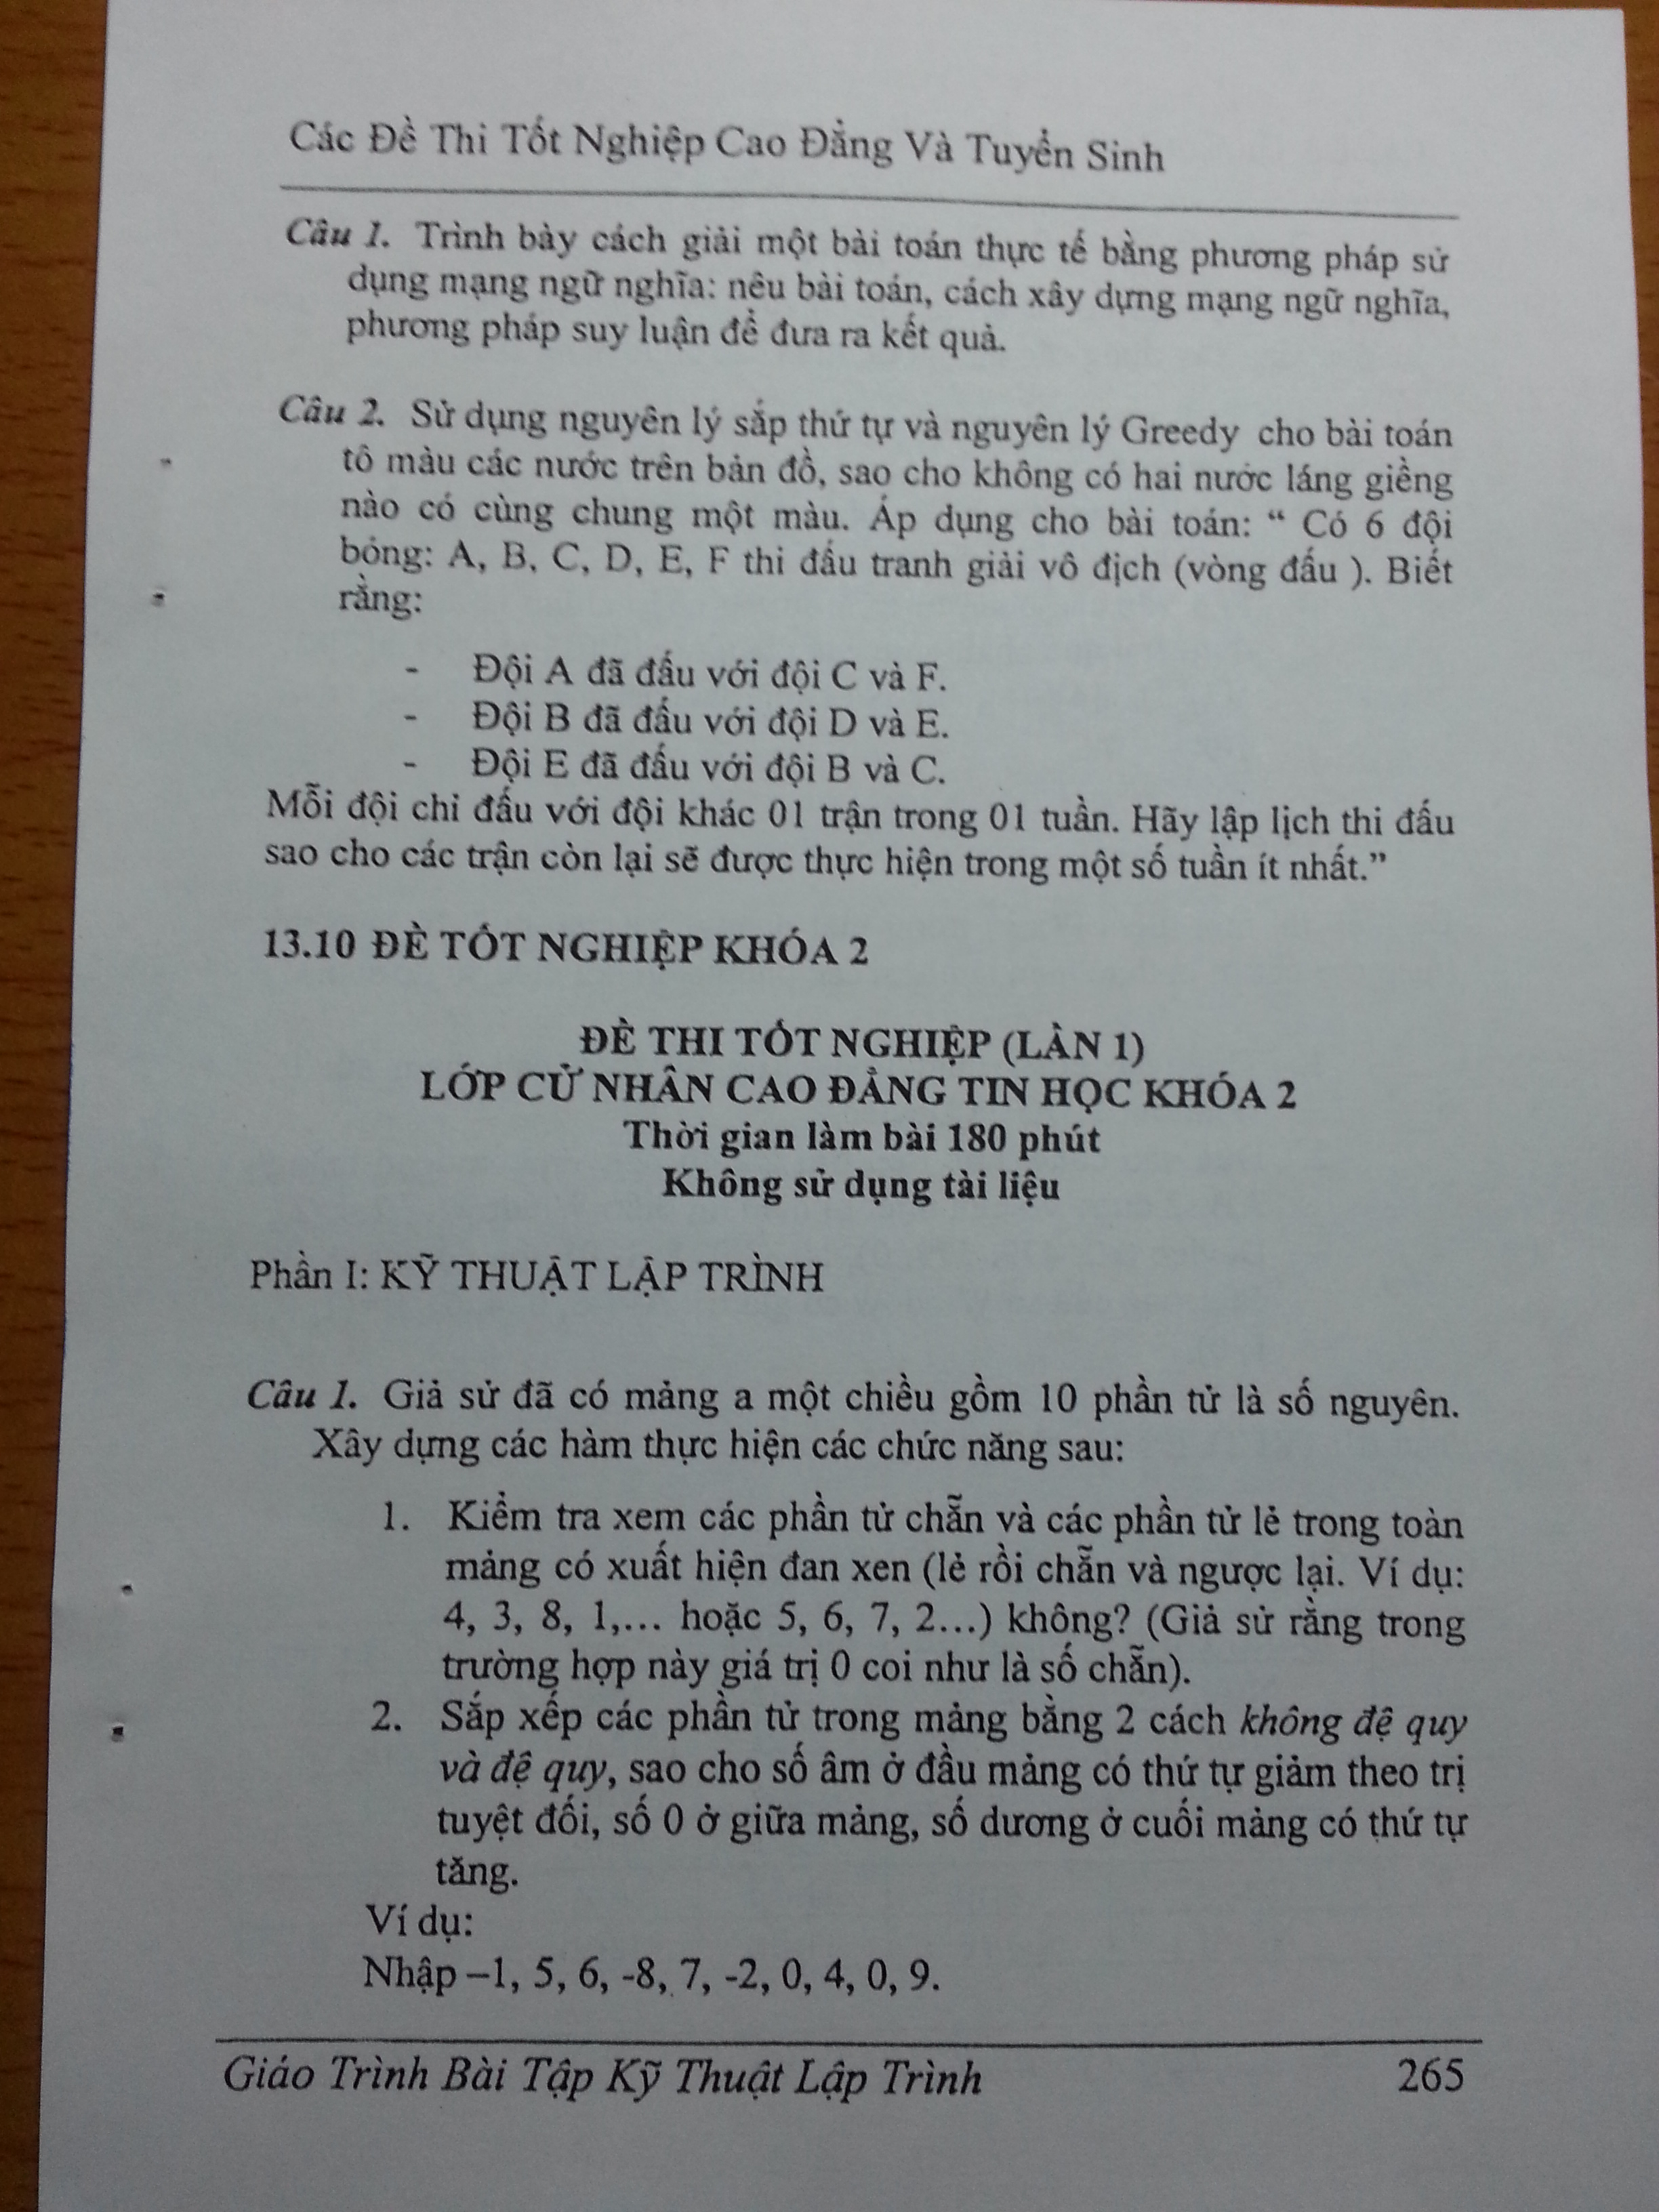 Các Đề Thi Tốt Nghiệp Cao Đẳng Và Tuyển Sinh
Câu 1. Trình bày cách giải một bài toán thực tế bằng phương pháp sử
dụng mạng ngữ nghĩa: nêu bài toán, cách xây dựng mạng ngữ nghĩa,
phương pháp suy luận để đưa ra kết quả.
Câu 2. Sử dụng nguyên lý sắp thứ tự và nguyên lý Greedy cho bài toán
tô màu các nước trên bản đồ, sao cho không có hai nước láng giềng
nào có cùng chung một màu. Áp dụng cho bài toán: “ Có 6 đội
bóng: A, B, C, D, E, F thi đấu tranh giải vô địch (vòng đấu ). Biết
rằng:
- Đội A đã đấu với đội C và F.
- Đội B đã đấu với đội D và E.
- Đội E đã đấu với đội B và C.
Mỗi đội chỉ đấu với đội khác 01 trận trong 01 tuần. Hãy lập lịch thi đấu
sao cho các trận còn lại sẽ được thực hiện trong một số tuần ít nhất.”
13.10 ĐỀ TỐT NGHIỆP KHÓA 2
ĐỀ THI TỐT NGHIỆP (LẦN 1)
LỚP CỬ NHÂN CAO ĐẲNG TIN HỌC KHÓA 2
Thời gian làm bài 180 phút
Không sử dụng tài liệu
Phần I: KỸ THUẬT LẬP TRÌNH
Câu 1. Giả sử đã có mảng a một chiều gồm 10 phần tử là số nguyên.
Xây dựng các hàm thực hiện các chức năng sau:
1. Kiểm tra xem các phần tử chẵn và các phần tử lẻ trong toàn
mảng có xuất hiện đan xen (lẻ rồi chẵn và ngược lại. Ví dụ:
4, 3, 8, 1,… hoặc 5, 6, 7, 2…) không? (Giả sử rằng trong
trường hợp này giá trị 0 coi như là số chẵn).
2. Sắp xếp các phần tử trong mảng bằng 2 cách không đệ quy
và đệ quy, sao cho số âm ở đầu mảng có thứ tự giảm theo trị
tuyệt đối, số 0 ở giữa mảng, số dương ở cuối mảng có thứ tự
tăng.
Ví dụ:
Nhập –1, 5, 6, -8, 7, -2, 0, 4, 0, 9.
Giáo Trình Bài Tập Kỹ Thuật Lập Trình 265